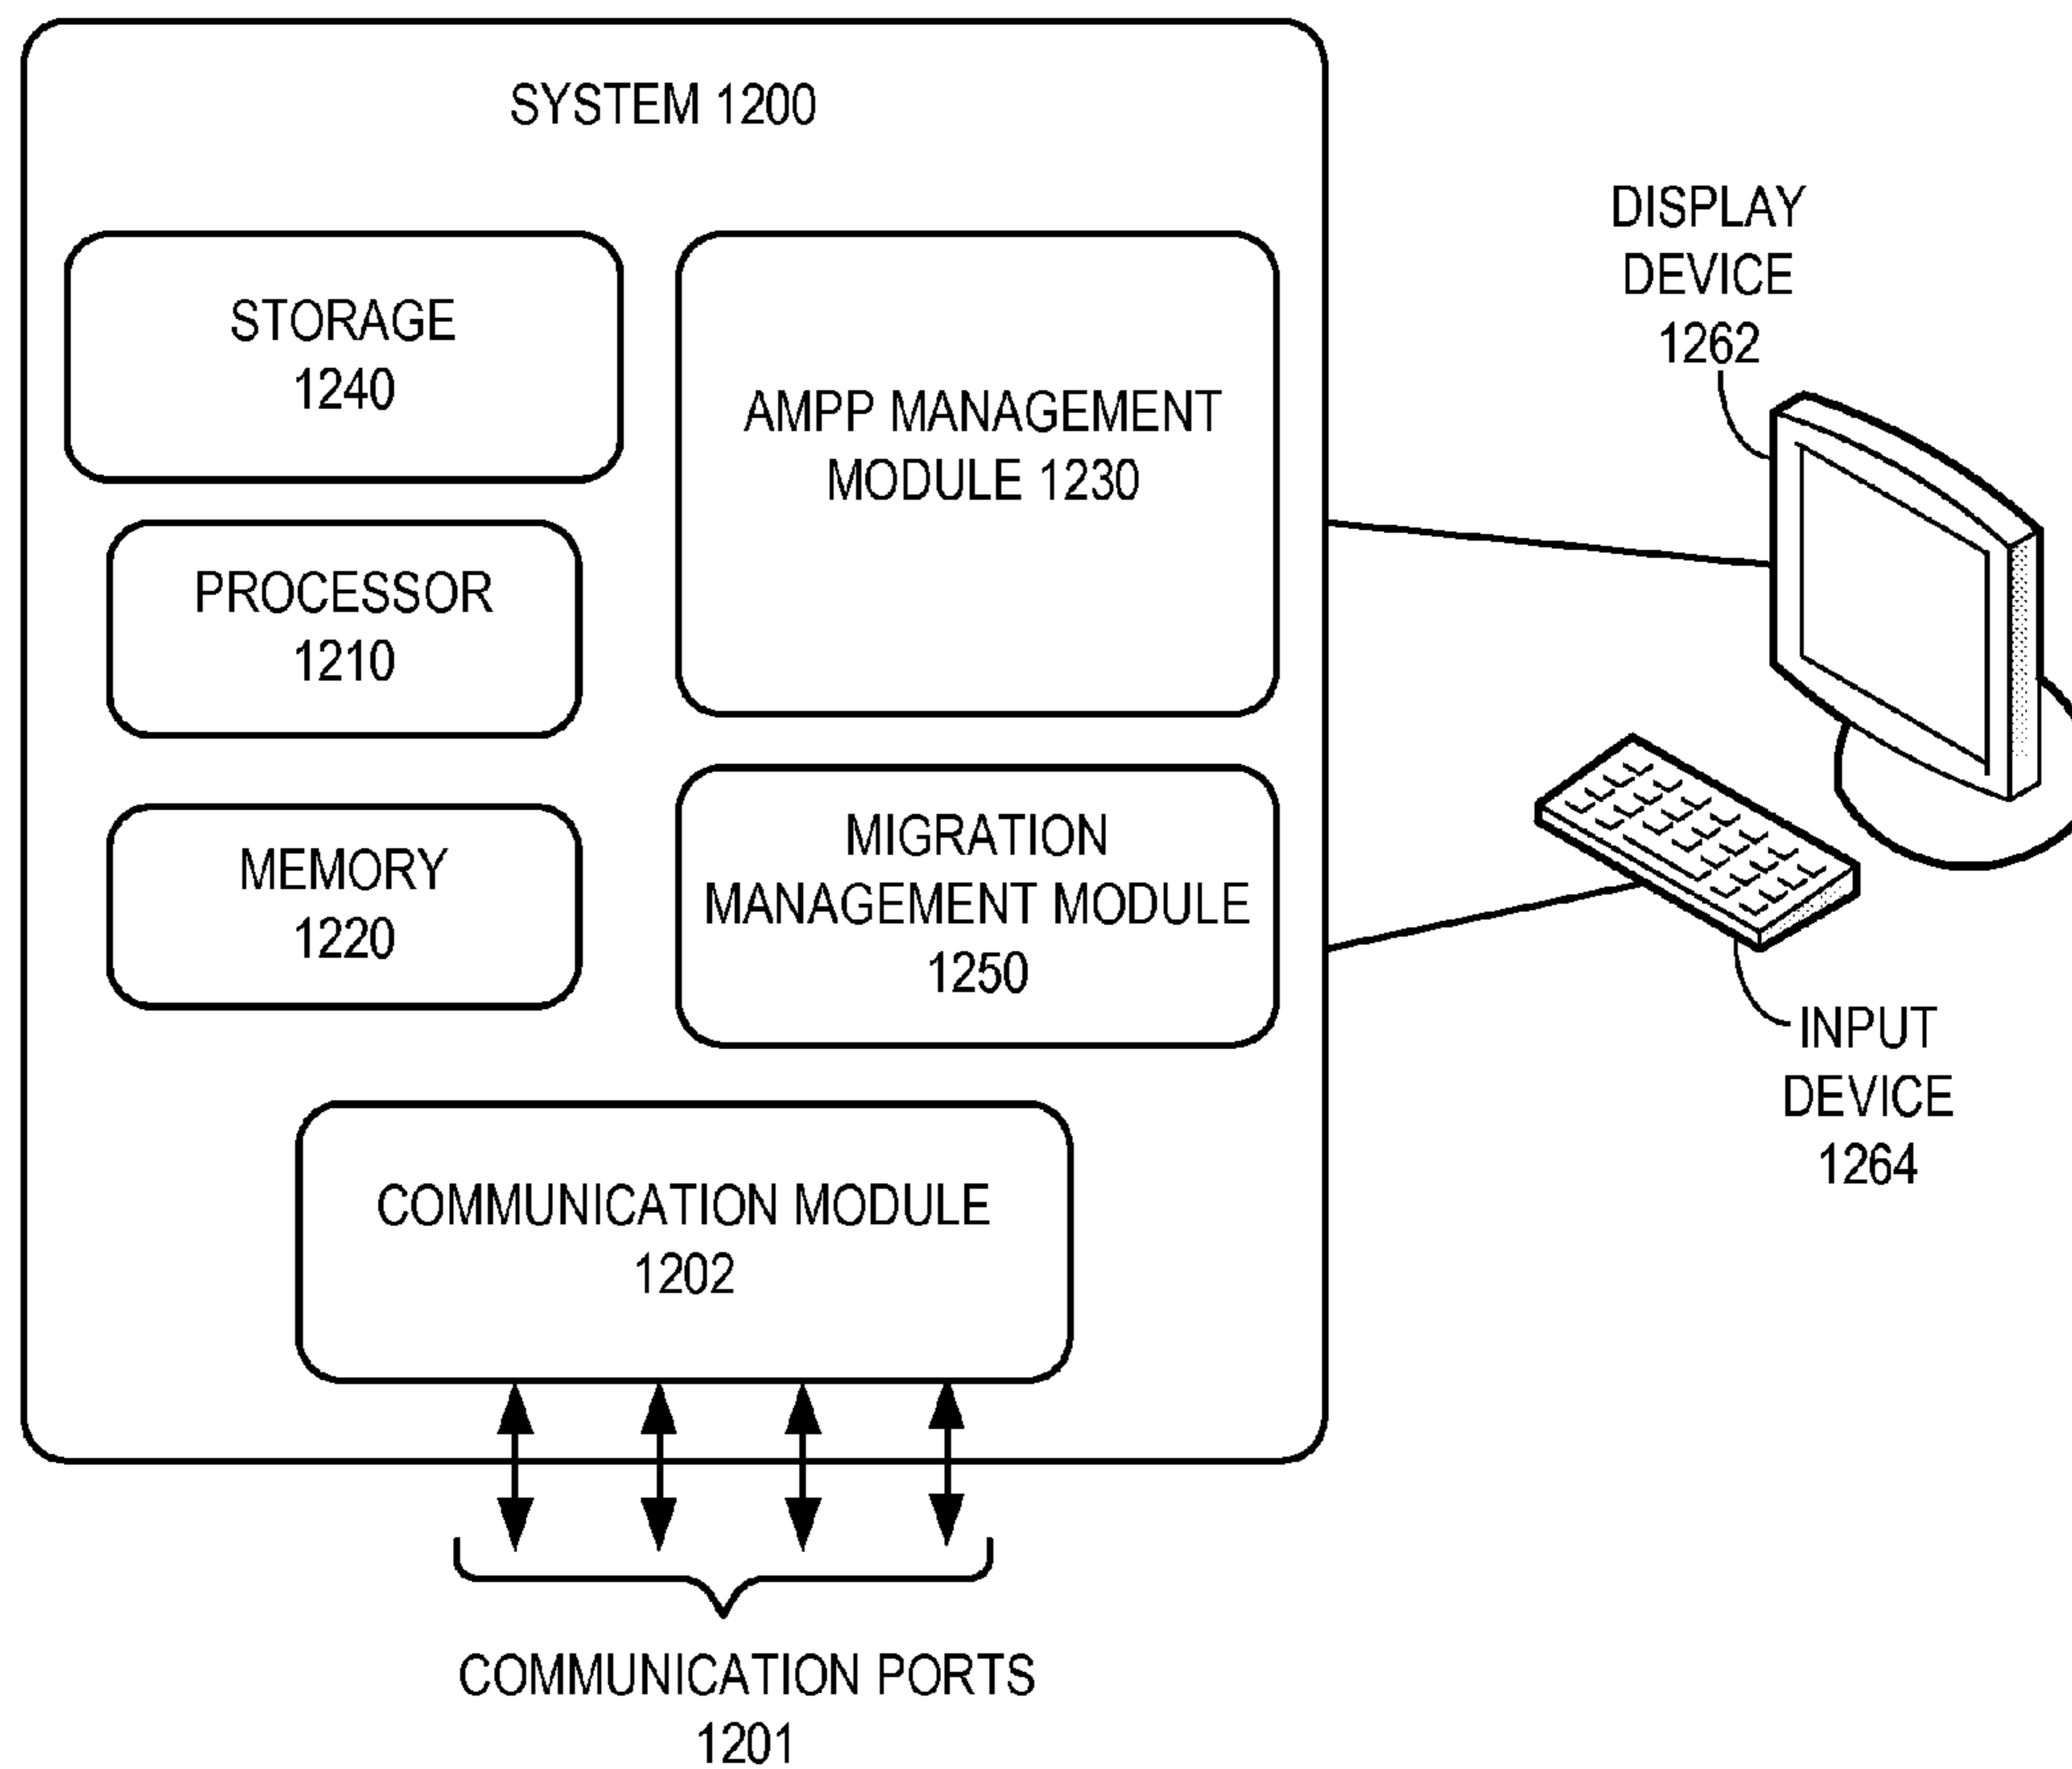 SYSTEM 1200
STORAGE
1240
AMPP MANAGEMENT
MODULE 1230
PROCESSOR
1210
MEMORY
1220
MIGRATION
MANAGEMENT MODULE
1250
COMMUNICATION MODULE
1202
COMMUNICATION PORTS
1201
DISPLAY
DEVICE
1262
INPUT
DEVICE
1264